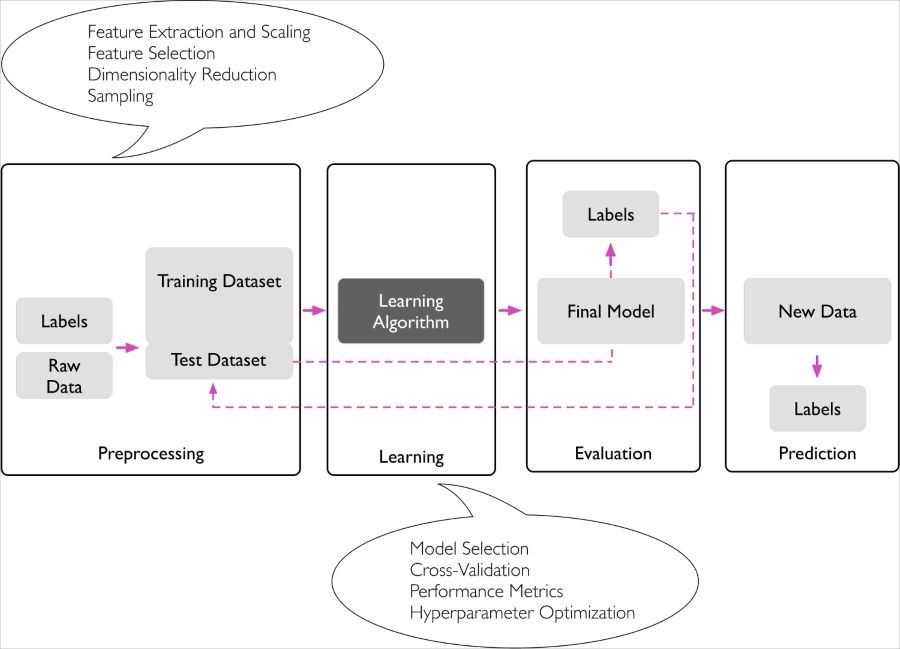 Feature Extraction and Scaling
Feature Selection
Dimensionality Reduction
Sampling
Labels
Raw
Data
Training Dataset
Test Dataset
Preprocessing
Learning
Algorithm
Learning
Labels
Final Model
Evaluation
New Data
Labels
Prediction
Model Selection
Cross-Validation
Performance Metrics
Hyperparameter Optimization